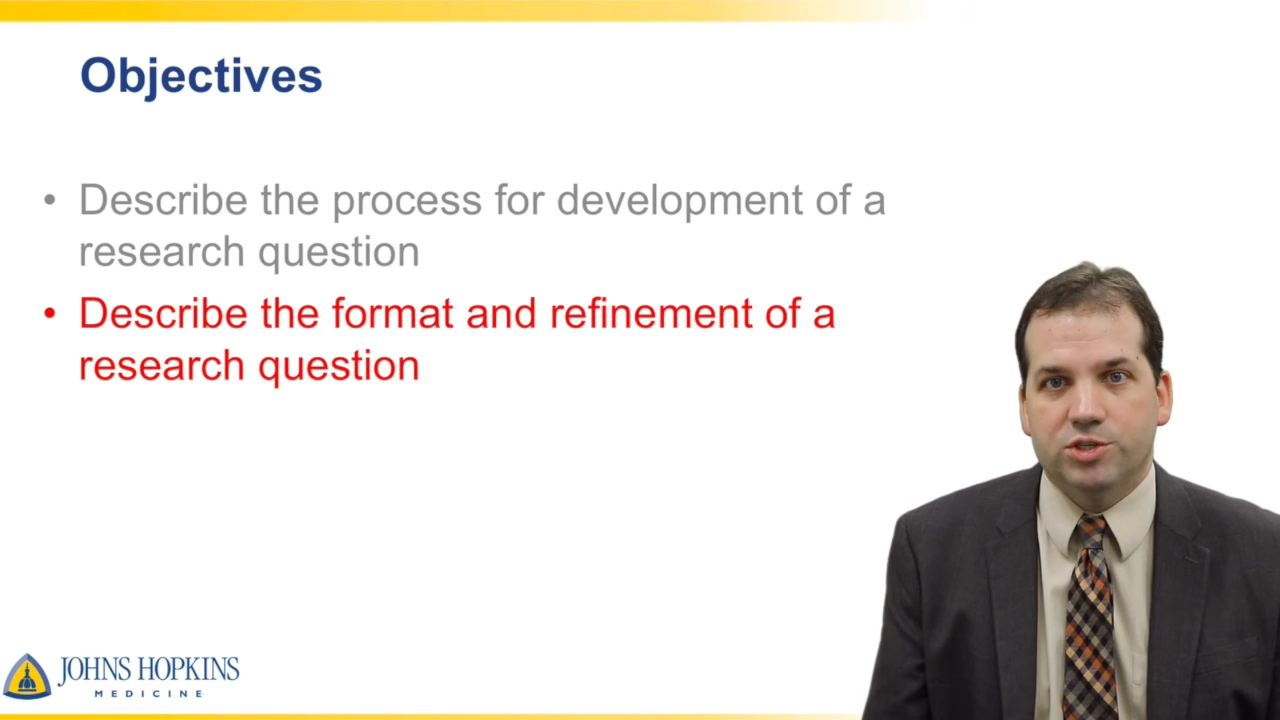 Objectives
• Describe the process for development of a
research question
• Describe the format and refinement of a
research question
JOHNS HOPKINS
MEDICINE